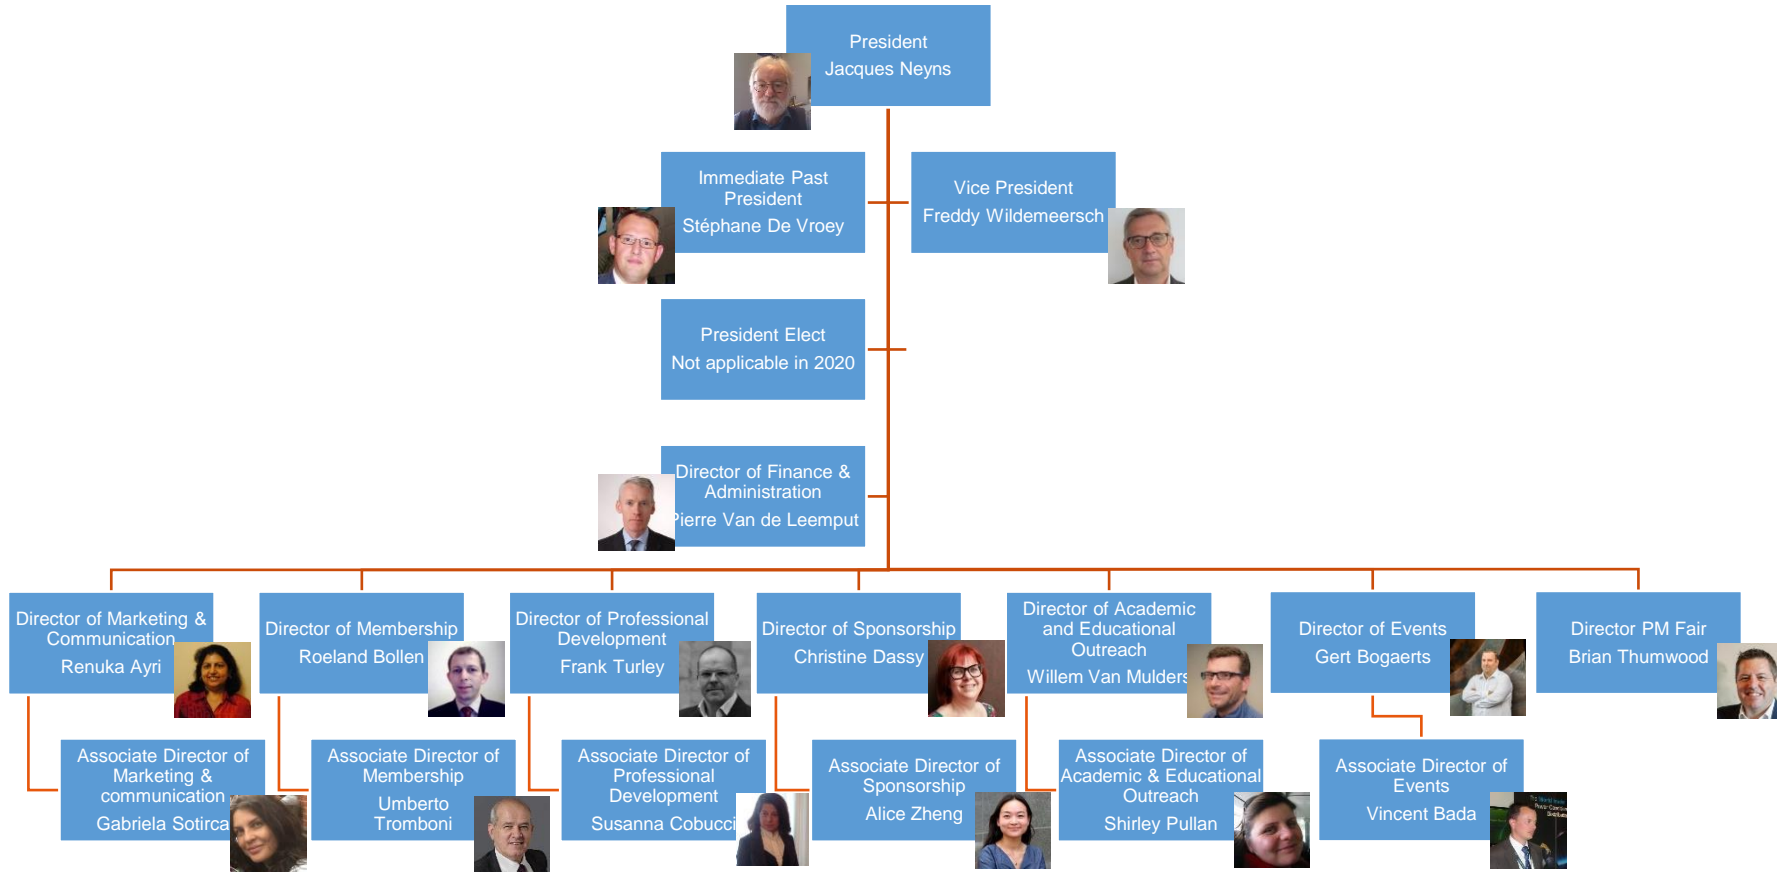 President
Jacques Neyns
Immediate Past
President
Stéphane De Vroey
Vice President
Freddy Wildemeersch
President Elect
Not applicable in 2020
Director of Finance &
Administration
Pierre Van de Leemput
Director of Marketing &
Communication
Renuka Ayri
Director of Membership
Roeland Bollen
Director of Professional
Development
Frank Turley
Director of Sponsorship
Christine Dassy
Director of Academic
and Educational
Outreach
Willem Van Mulders
Director of Events
Gert Bogaerts
Director PM Fair
Brian Thumwood
Associate Director of
Marketing &
communication
Gabriela Sotirca
Associate Director of
Membership
Umberto
Tromboni
Associate Director of
Professional
Development
Susanna Cobucci
Associate Director of
Sponsorship
Alice Zheng
Associate Director of
Academic & Educational
Outreach
Shirley Pullan
Associate Director of
Events
Vincent Bada